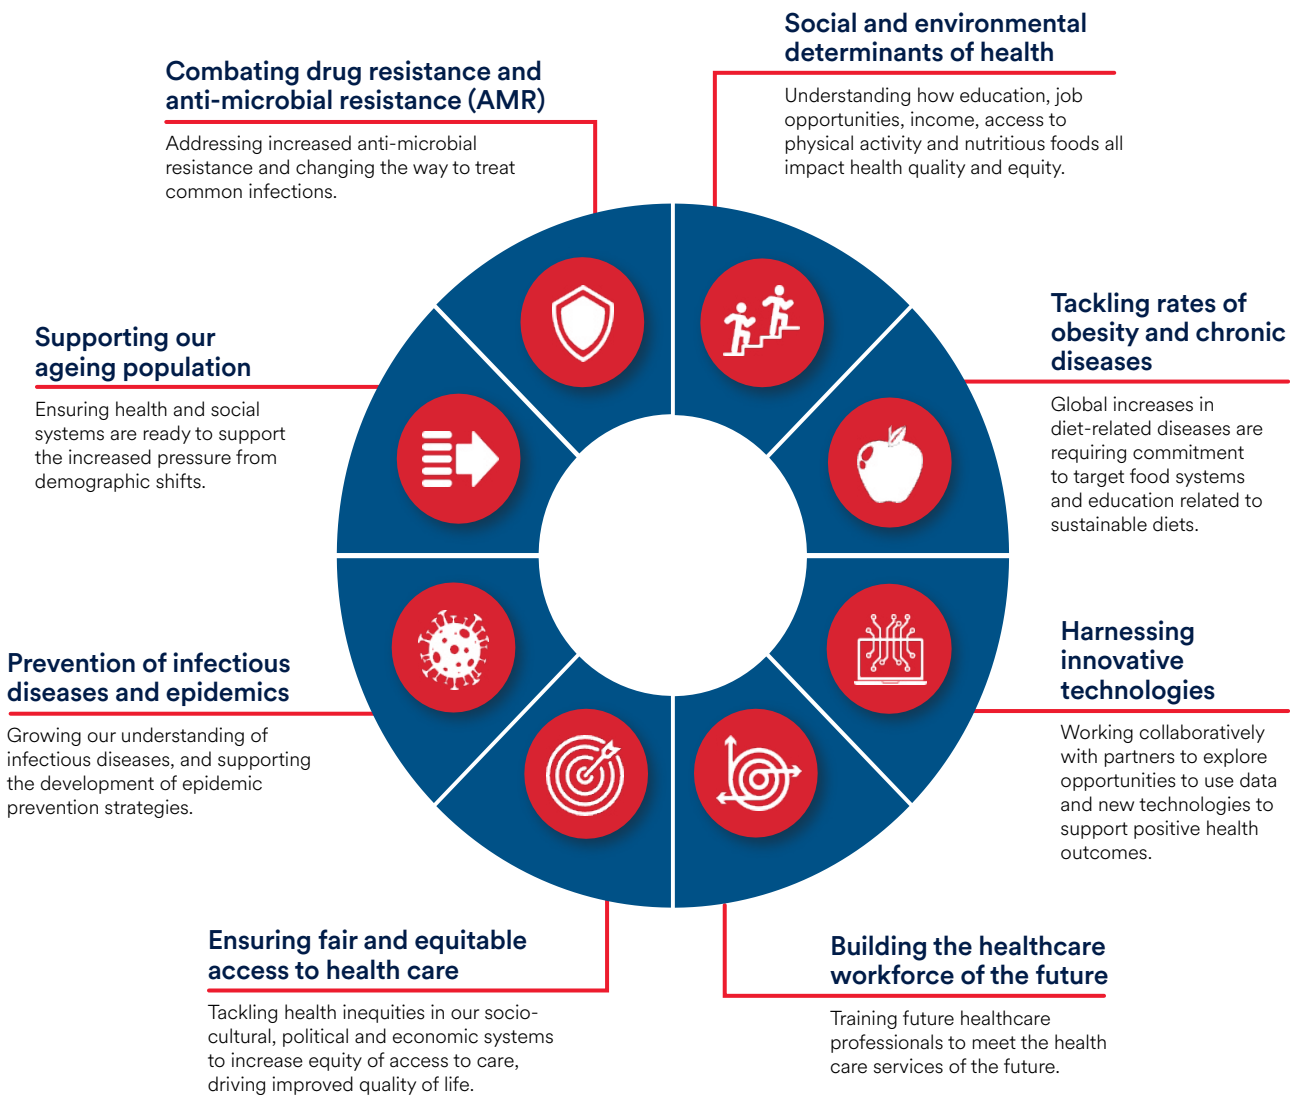 Social and environmental
determinants of health
Understanding how education, job
opportunities, income, access to
physical activity and nutritious foods all
impact health quality and equity.
Tackling rates of
obesity and chronic
diseases
Global increases in
diet-related diseases are
requiring commitment
to target food systems
and education related to
sustainable diets.
Harnessing
innovative
technologies
Working collaboratively
with partners to explore
opportunities to use data
and new technologies to
support positive health
outcomes.
Building the healthcare
workforce of the future
Training future healthcare
professionals to meet the health
care services of the future.
Ensuring fair and equitable
access to health care
Tackling health inequities in our socio-
cultural, political and economic systems
to increase equity of access to care,
driving improved quality of life.
Prevention of infectious
diseases and epidemics
Growing our understanding of
infectious diseases, and supporting
the development of epidemic
prevention strategies.
Supporting our
ageing population
Ensuring health and social
systems are ready to support
the increased pressure from
demographic shifts.
Combating drug resistance and
anti-microbial resistance (AMR)
Addressing increased anti-microbial
resistance and changing the way to treat
common infections.